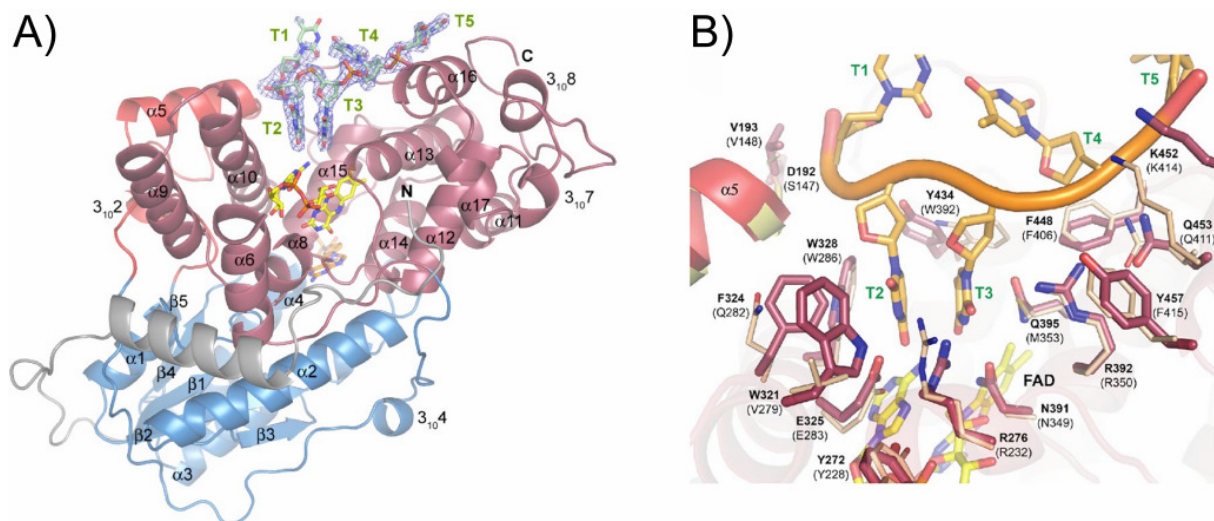 A)
T1
T4
T5
C
α16
3₁₀8
α5
T2
T3
α10
α9
α15
α13
N
3₁₀7
3₁₀2
α17
α11
α8
α6
α14
α12
β5
α4
α1
β4
α2
β1
β2
β3
3₁₀4
α3
B)
T1
T5
V193
(V148)
T4
K452
(K414)
α5
D192
(S147)
Y434
(W392)
F448
(F406)
Q453
(Q411)
W328
(W286)
F324
(Q282)
T2
T3
Y457
(F415)
Q395
(M353)
R392
(R350)
FAD
W321
(V279)
N391
(N349)
E325
(E283)
R276
(R232)
Y272
(Y228)